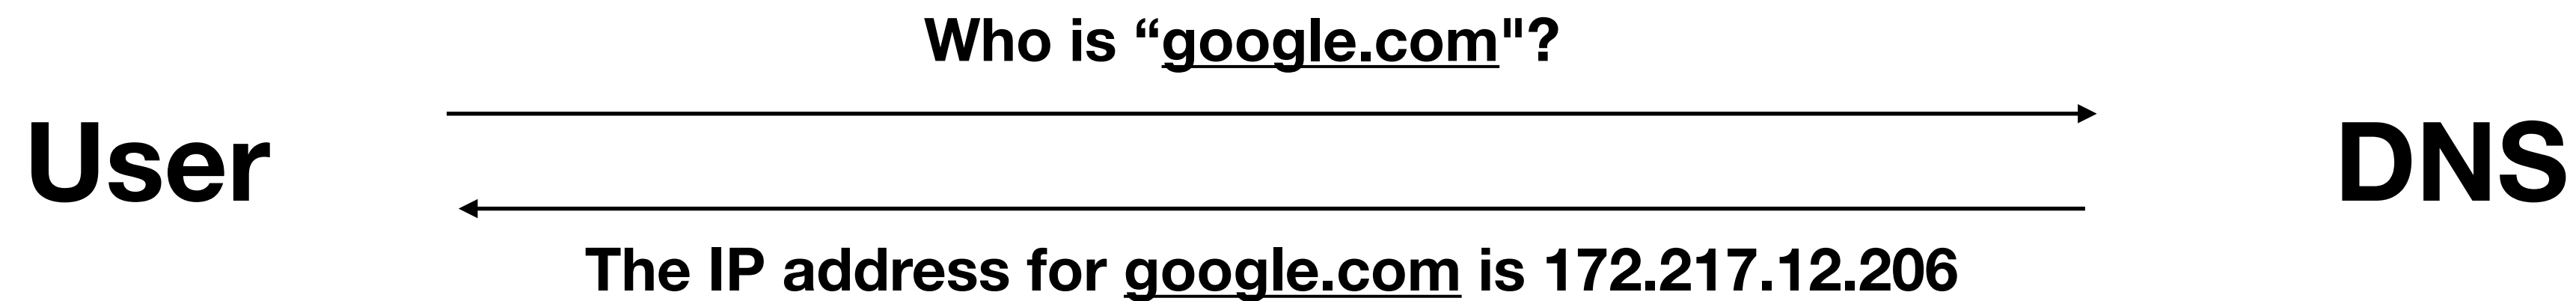 Who is “google.com"?
User
DNS
The IP address for google.com is 172.217.12.206